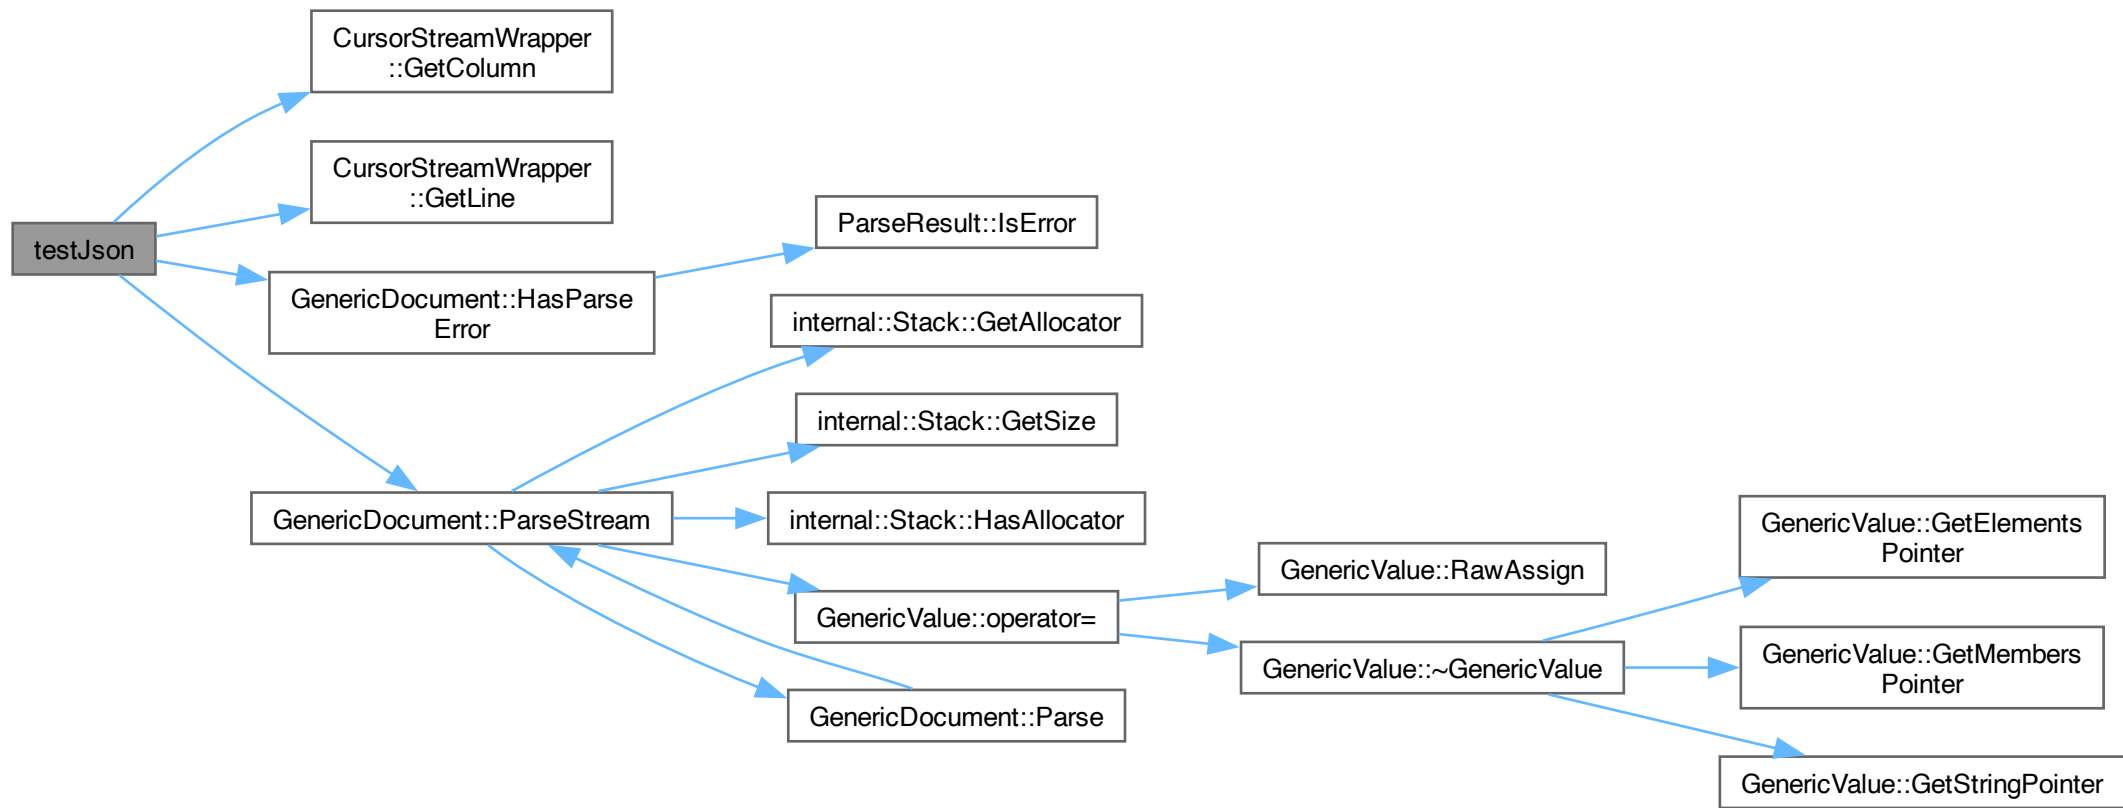 CursorStreamWrapper
::GetColumn
CursorStreamWrapper
::GetLine
testJson
ParseResult::IsError
GenericDocument::HasParse
Error
internal::Stack::GetAllocator
internal::Stack::GetSize
GenericDocument::ParseStream
internal::Stack::HasAllocator
GenericValue::GetElements
Pointer
GenericValue::RawAssign
GenericValue::operator=
GenericValue::~GenericValue
GenericValue::GetMembers
Pointer
GenericDocument::Parse
GenericValue::GetStringPointer